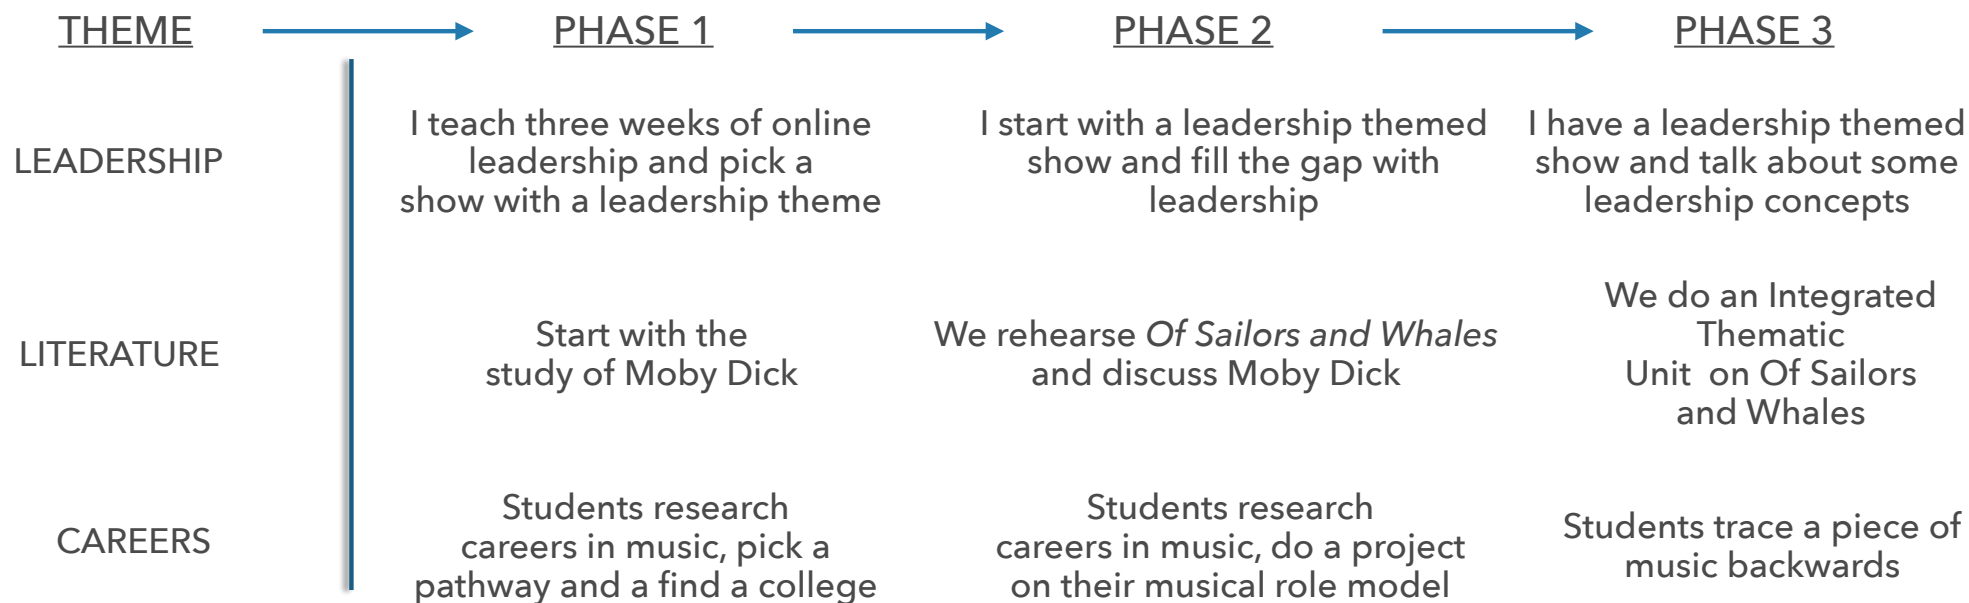 THEME PHASE 1 PHASE 2 PHASE 3
LEADERSHIP
I teach three weeks of online
leadership and pick a
show with a leadership theme
I start with a leadership themed
show and fill the gap with
leadership
I have a leadership themed
show and talk about some
leadership concepts
LITERATURE
Start with the
study of Moby Dick
We rehearse Of Sailors and Whales
and discuss Moby Dick
We do an Integrated
Thematic
Unit on Of Sailors
and Whales
CAREERS
Students research
careers in music, pick a
pathway and a find a college
Students research
careers in music, do a project
on their musical role model
Students trace a piece of
music backwards